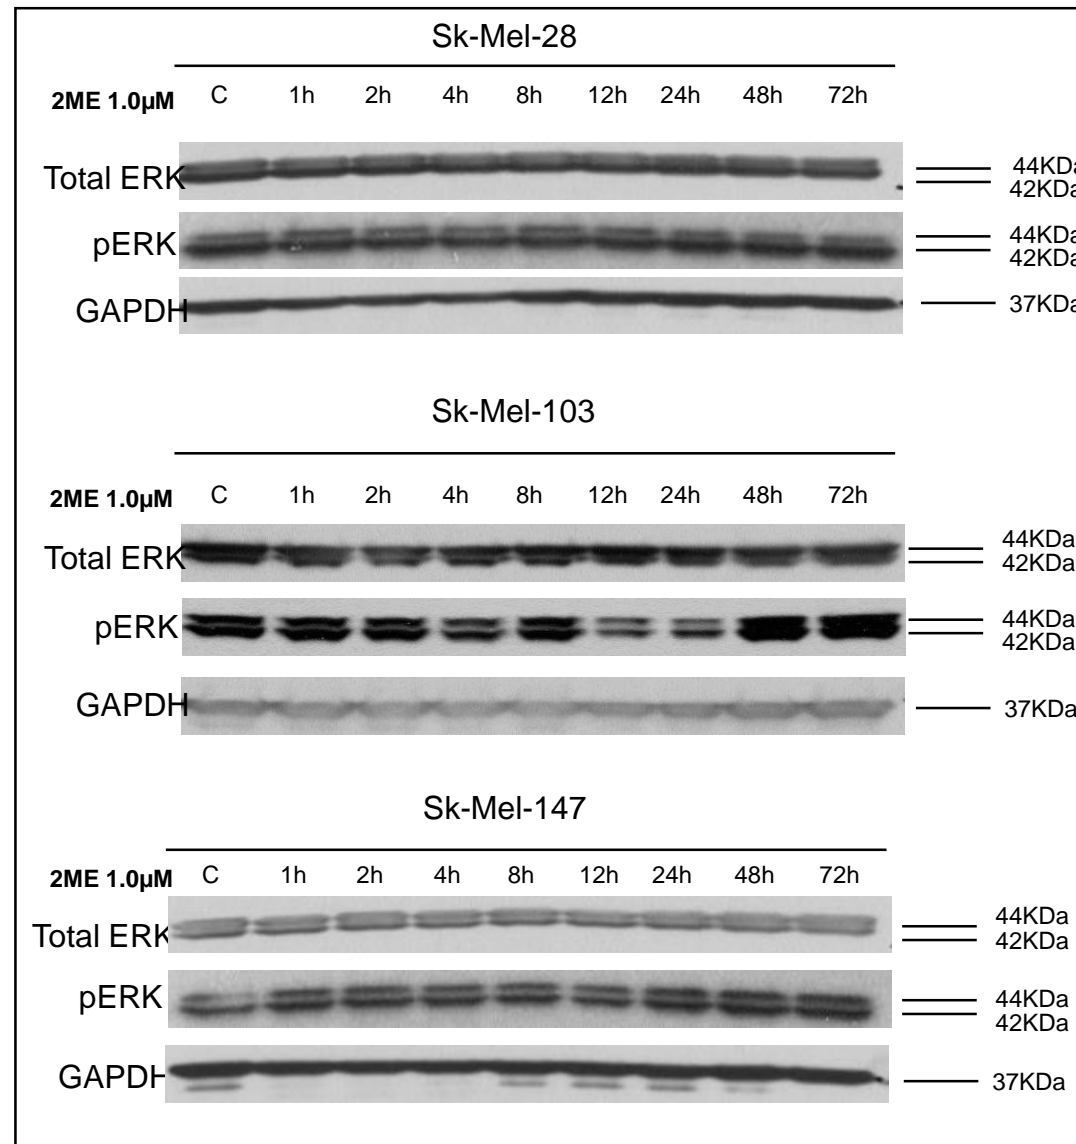 Sk-Mel-28
2ME 1.0µM C 1h 2h 4h 8h 12h 24h 48h 72h
Total ERK 44KDa
42KDa
pERK 44KDa
42KDa
GAPDH 37KDa
Sk-Mel-103
2ME 1.0µM C 1h 2h 4h 8h 12h 24h 48h 72h
Total ERK 44KDa
42KDa
pERK 44KDa
42KDa
GAPDH 37KDa
Sk-Mel-147
2ME 1.0µM C 1h 2h 4h 8h 12h 24h 48h 72h
Total ERK 44KDa
42KDa
pERK 44KDa
42KDa
GAPDH 37KDa